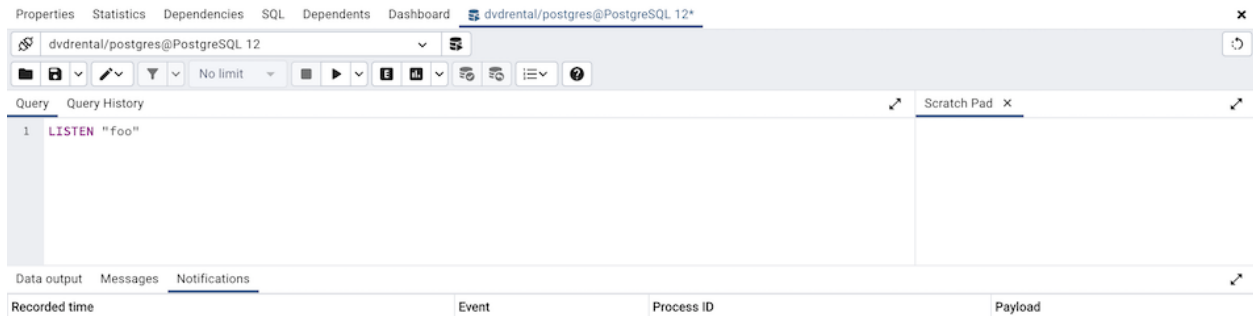 Properties Statistics Dependencies SQL Dependents Dashboard dvdrental/postgres@PostgreSQL 12*
dvdrental/postgres@PostgreSQL 12
No limit E
Query Query History Scratch Pad
1 LISTEN "foo"
Data output Messages Notifications
Recorded time Event Process ID Payload